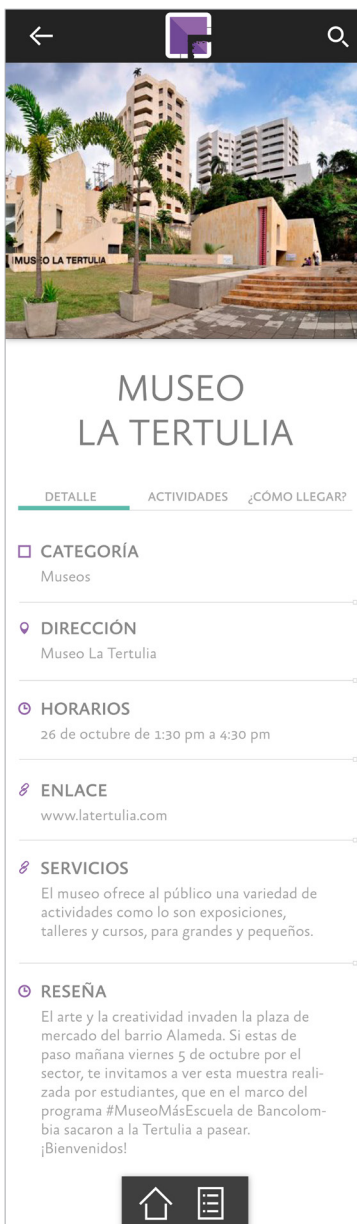 MUSEO LA TERTULIA
MUSEO
LA TERTULIA
DETALLE ACTIVIDADES ¿CÓMO LLEGAR?
CATEGORÍA
Museos
DIRECCIÓN
Museo La Tertulia
HORARIOS
26 de octubre de 1:30 pm a 4:30 pm
ENLACE
www.latertulia.com
SERVICIOS
El museo ofrece al público una variedad de
actividades como lo son exposiciones,
talleres y cursos, para grandes y pequeños.
RESEÑA
El arte y la creatividad invaden la plaza de
mercado del barrio Alameda. Si estas de
paso mañana viernes 5 de octubre por el
sector, te invitamos a ver esta muestra reali-
zada por estudiantes, que en el marco del
programa #MuseoMásEscuela de Bancolom-
bia sacaron a la Tertulia a pasear.
¡Bienvenidos!